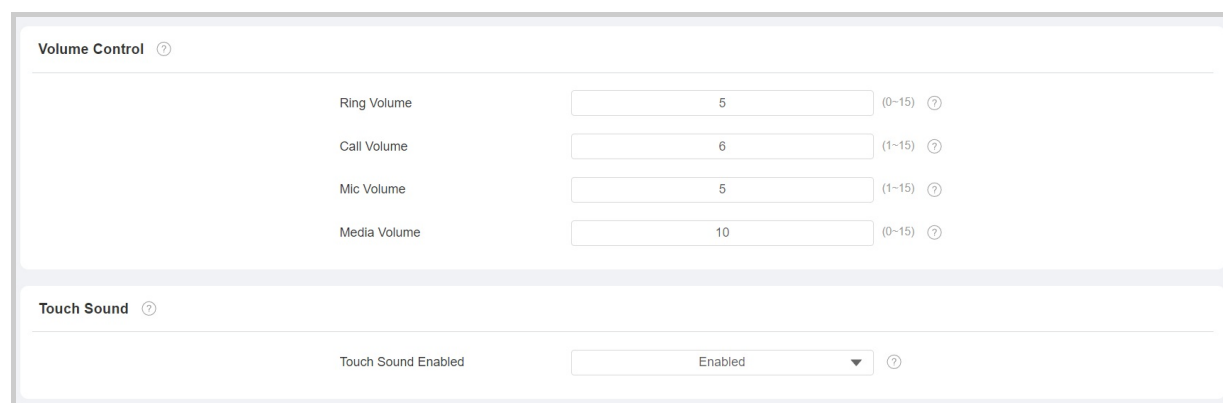 Volume Control ?
Ring Volume 5 (0~15) ?
Call Volume 6 (1~15) ?
Mic Volume 5 (1~15) ?
Media Volume 10 (0~15) ?
Touch Sound ?
Touch Sound Enabled Enabled ?